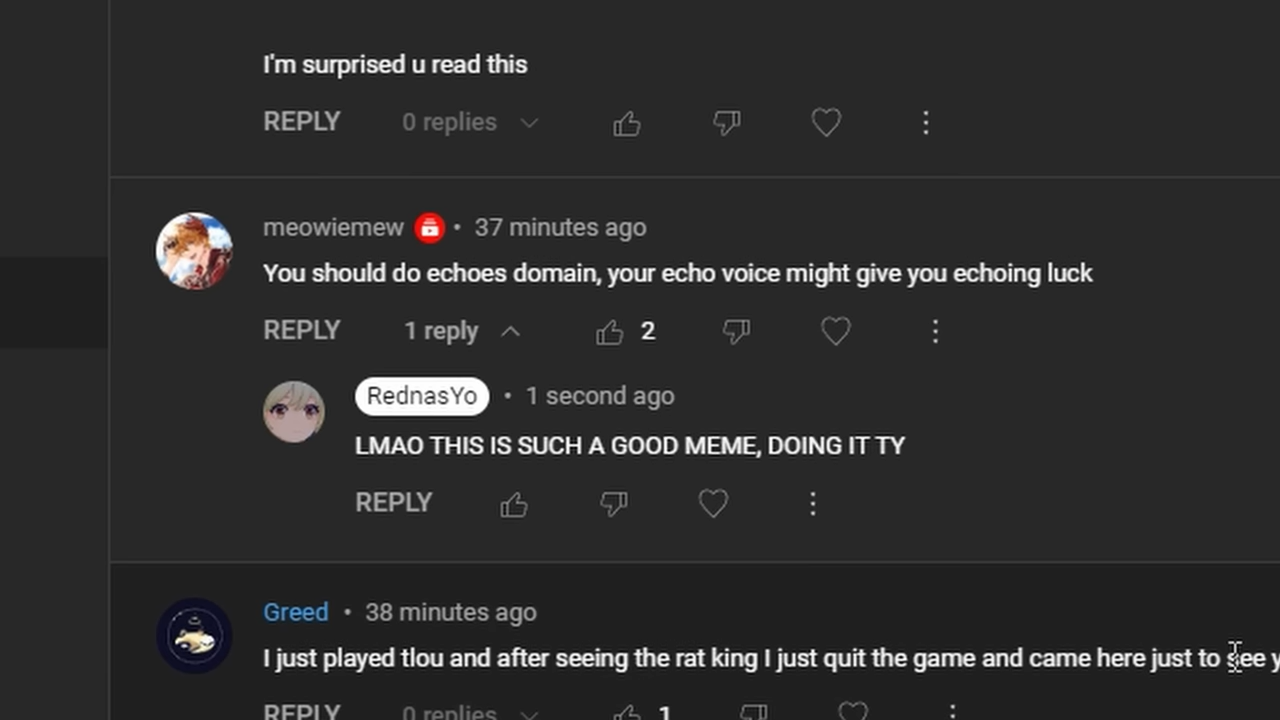 I'm surprised u read this
REPLY 0 replies
meowiemew • 37 minutes ago
You should do echoes domain, your echo voice might give you echoing luck
REPLY 1 reply 2
RednasYo • 1 second ago
LMAO THIS IS SUCH A GOOD MEME, DOING IT TY
REPLY
Greed • 38 minutes ago
I just played tlou and after seeing the rat king I just quit the game and came here just to see y
REPLY 0 replies 1